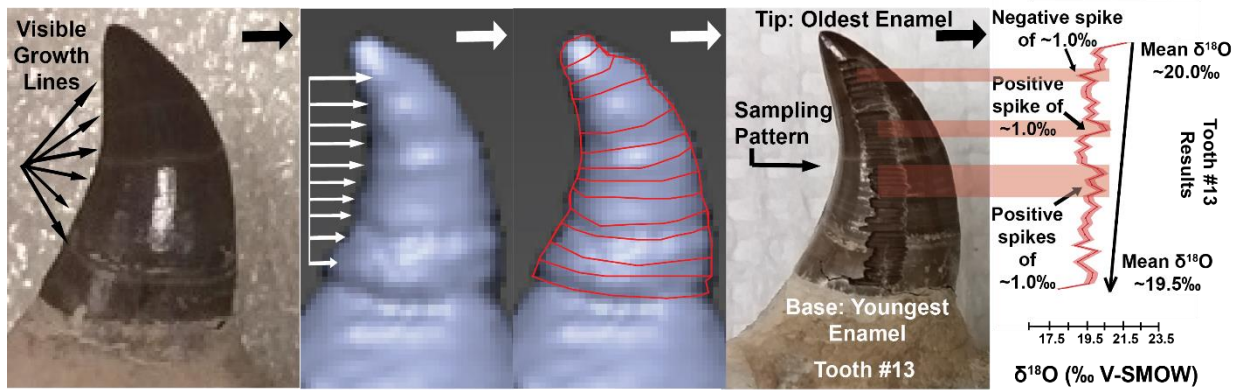 Visible
Growth
Lines
Tip: Oldest Enamel
Sampling
Pattern
Base: Youngest
Enamel
Tooth #13
Negative spike
of ~1.0‰
Positive
spike of
~1.0‰
Positive
spikes
of
~1.0‰
Mean δ¹⁸O
~20.0‰
Tooth #13
Results
Mean δ¹⁸O
~19.5‰
17.5 19.5 21.5 23.5
δ¹⁸O (‰ V-SMOW)